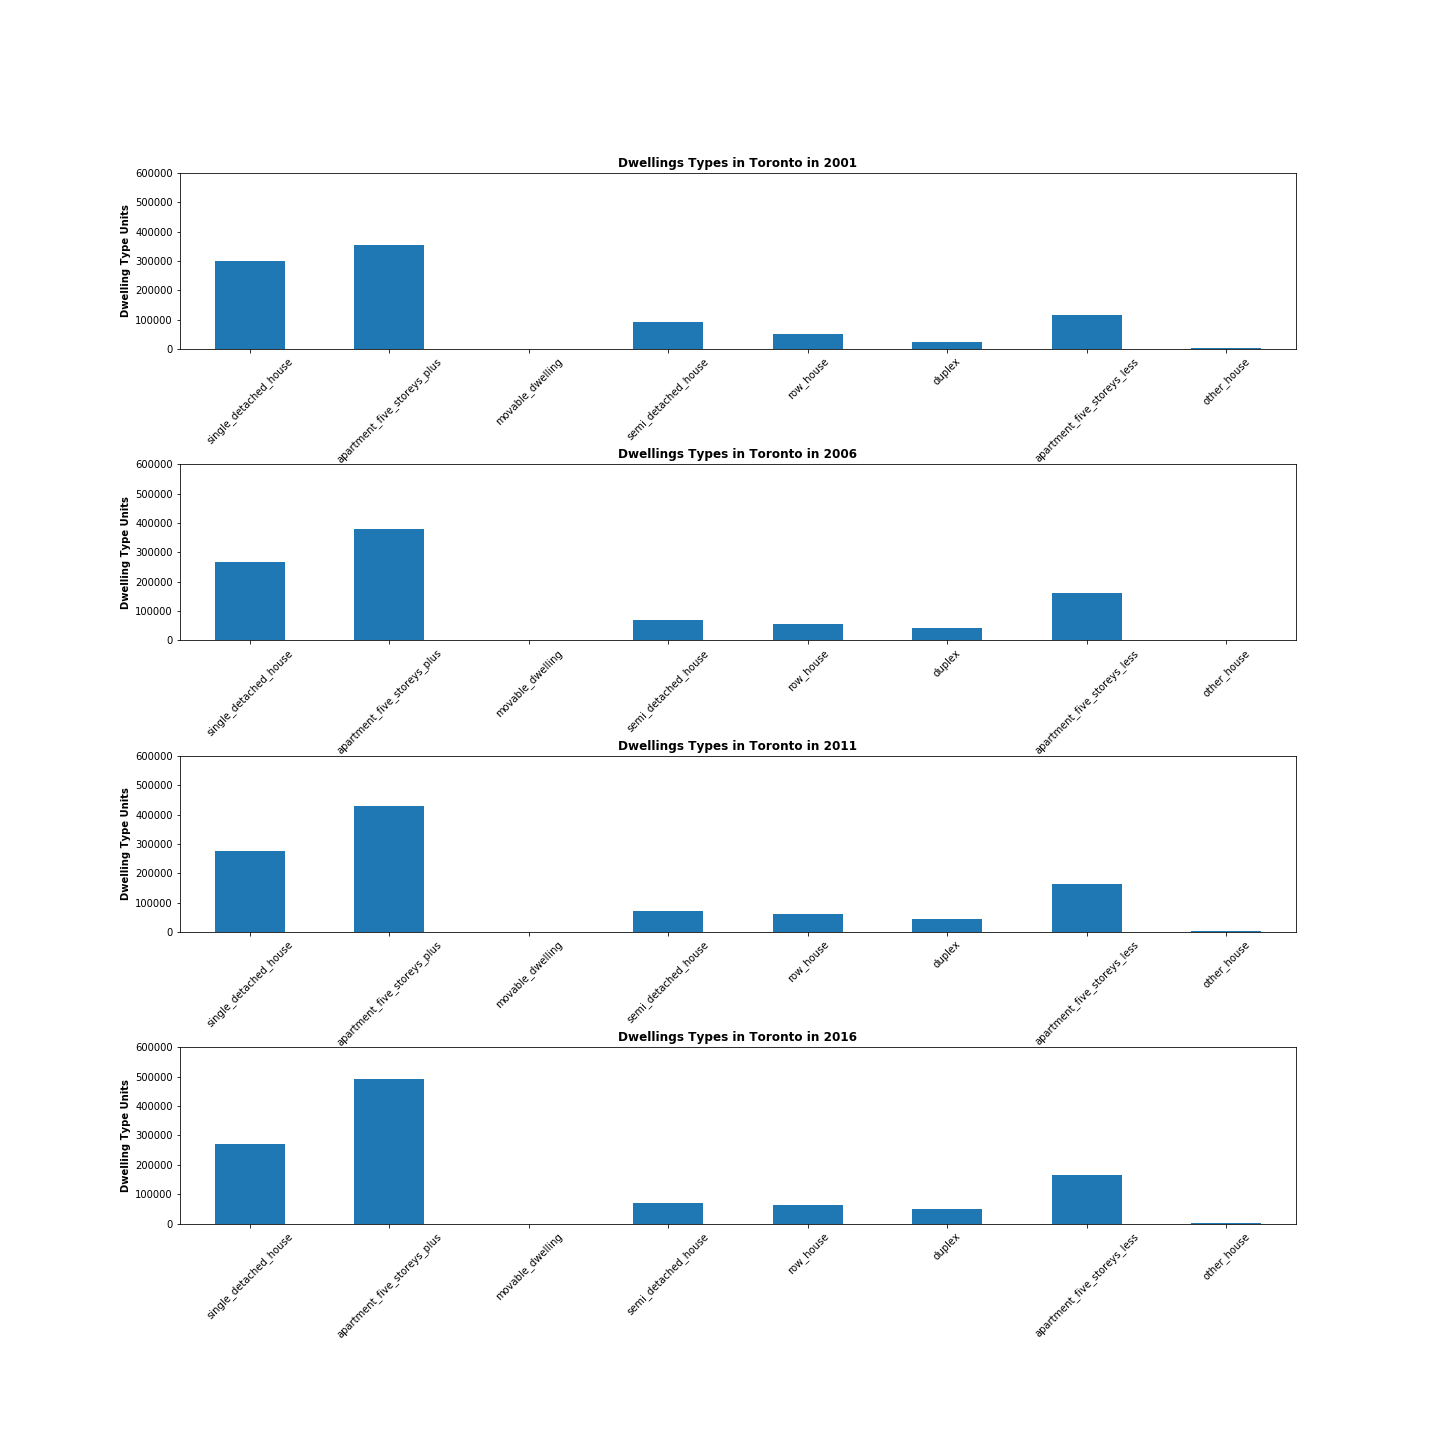 Dwellings Types in Toronto in 2001
Dwelling Type Units
600000
500000
400000
300000
200000
100000
0
single_detached_house
apartment_five_storeys_plus
movable_dwelling
semi_detached_house
row_house
duplex
apartment_five_storeys_less
other_house
Dwellings Types in Toronto in 2006
Dwelling Type Units
600000
500000
400000
300000
200000
100000
0
single_detached_house
apartment_five_storeys_plus
movable_dwelling
semi_detached_house
row_house
duplex
apartment_five_storeys_less
other_house
Dwellings Types in Toronto in 2011
Dwelling Type Units
600000
500000
400000
300000
200000
100000
0
single_detached_house
apartment_five_storeys_plus
movable_dwelling
semi_detached_house
row_house
duplex
apartment_five_storeys_less
other_house
Dwellings Types in Toronto in 2016
Dwelling Type Units
600000
500000
400000
300000
200000
100000
0
single_detached_house
apartment_five_storeys_plus
movable_dwelling
semi_detached_house
row_house
duplex
apartment_five_storeys_less
other_house